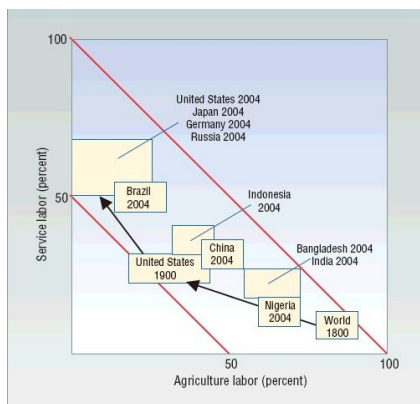 100
United States 2004
Japan 2004
Germany 2004
Russia 2004
Service labor (percent)
50
Brazil
2004
Indonesia
2004
United States
1900
China
2004
Bangladesh 2004
India 2004
Nigeria
2004
World
1800
50
100
Agriculture labor (percent)